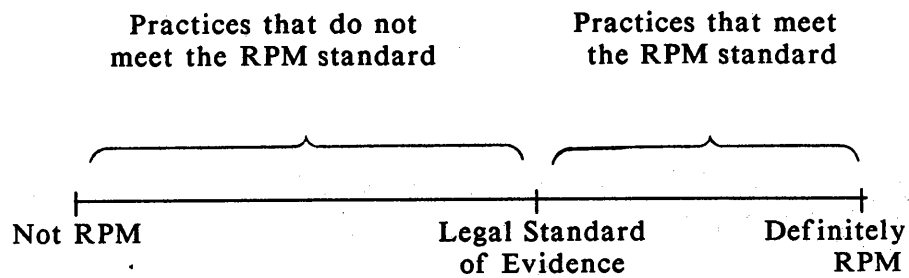 Practices that do not
meet the RPM standard
Practices that meet
the RPM standard
Not RPM
Legal Standard
of Evidence
Definitely
RPM